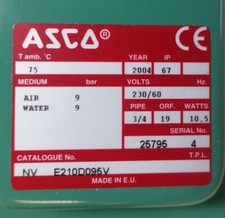 ASCO® CE
T amb. °C YEAR IP
75 2004 67
MEDIUM bar VOLTS Hz.
AIR 9 230/60
WATER 9 PIPE ORF. WATTS
3/4 19 10,5
SERIAL No.
25795 4
CATALOGUE No. T.P.L.
NV E210D095V
MADE IN E.U.